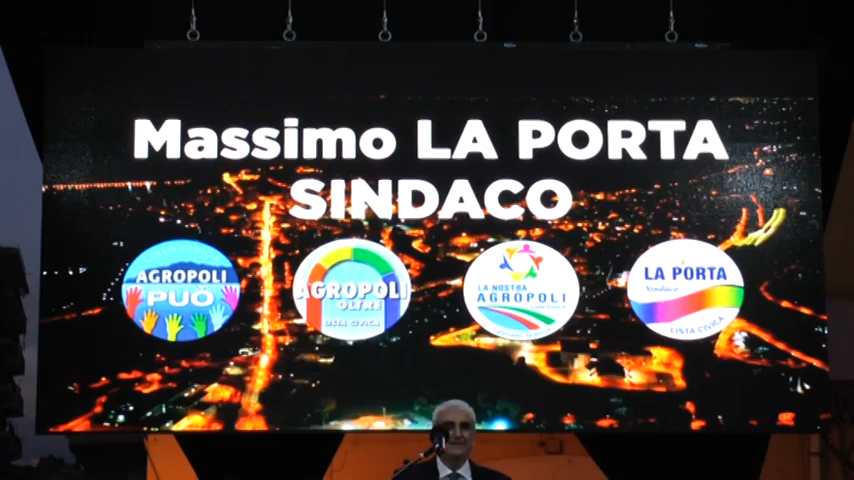 Massimo LA PORTA
SINDACO
AGROPOLI
PUÒ
AGROPOLI
OLTRE
LISTA CIVICA
LA NOSTRA
AGROPOLI
LA PORTA
Sindaco
LISTA CIVICA